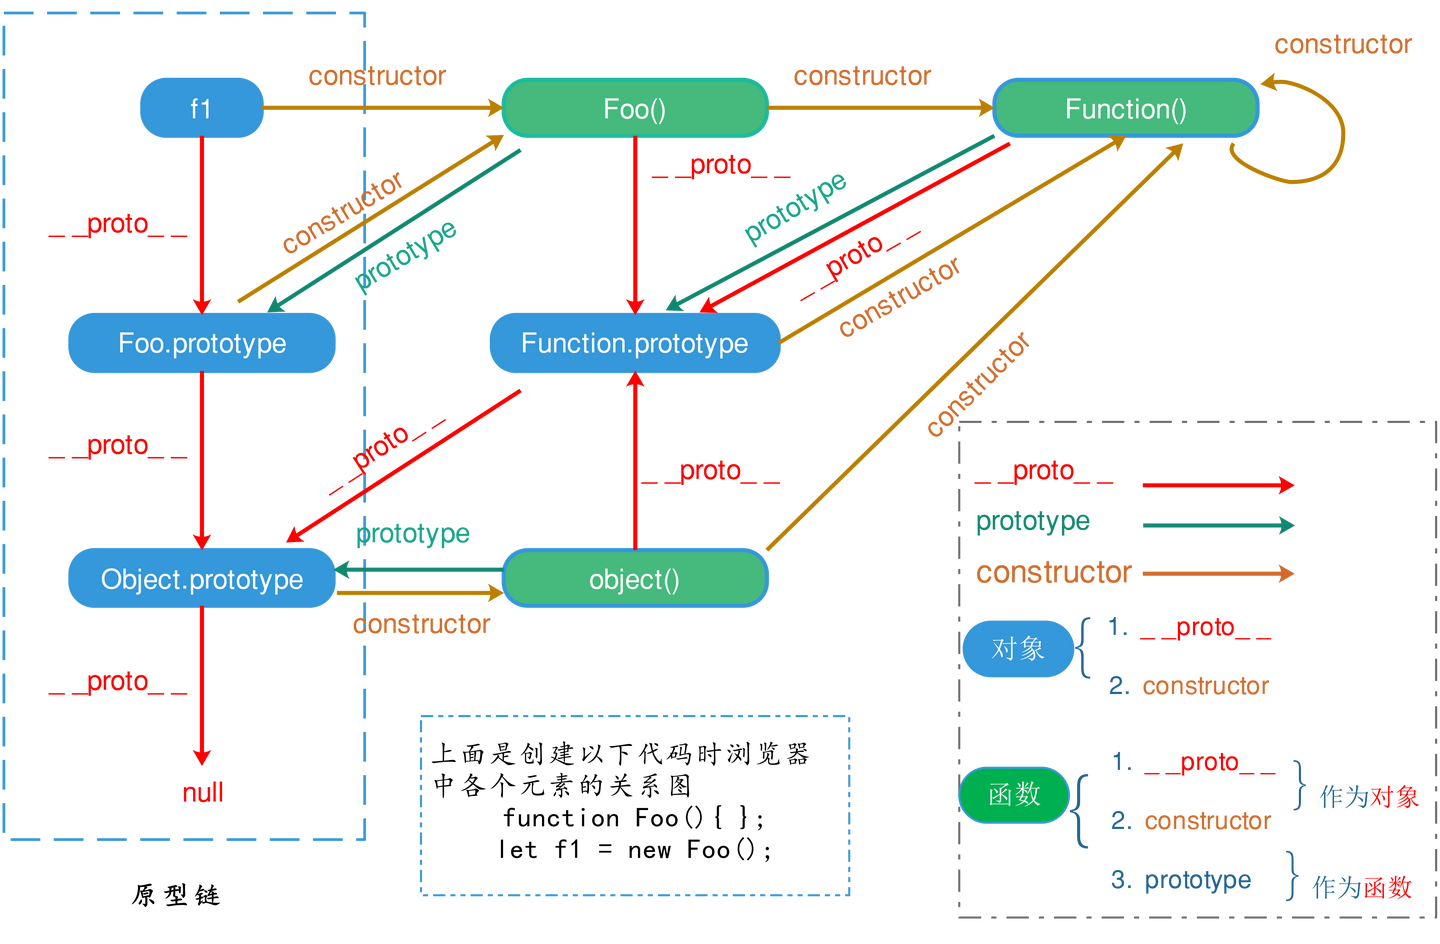 constructor
constructor
constructor
f1
Foo()
Function()
__proto__
constructor
prototype
__proto__
prototype
__proto__
constructor
Foo.prototype
Function.prototype
constructor
__proto__
__proto__
__proto__
prototype
Object.prototype
object()
constructor
__proto__
null
原型链
上面是创建以下代码时浏览器
中各个元素的关系图
function Foo(){ };
let f1 = new Foo();
__proto__
prototype
constructor
对象
1. __proto__
2. constructor
函数
1. __proto__
2. constructor
作为对象
3. prototype
作为函数